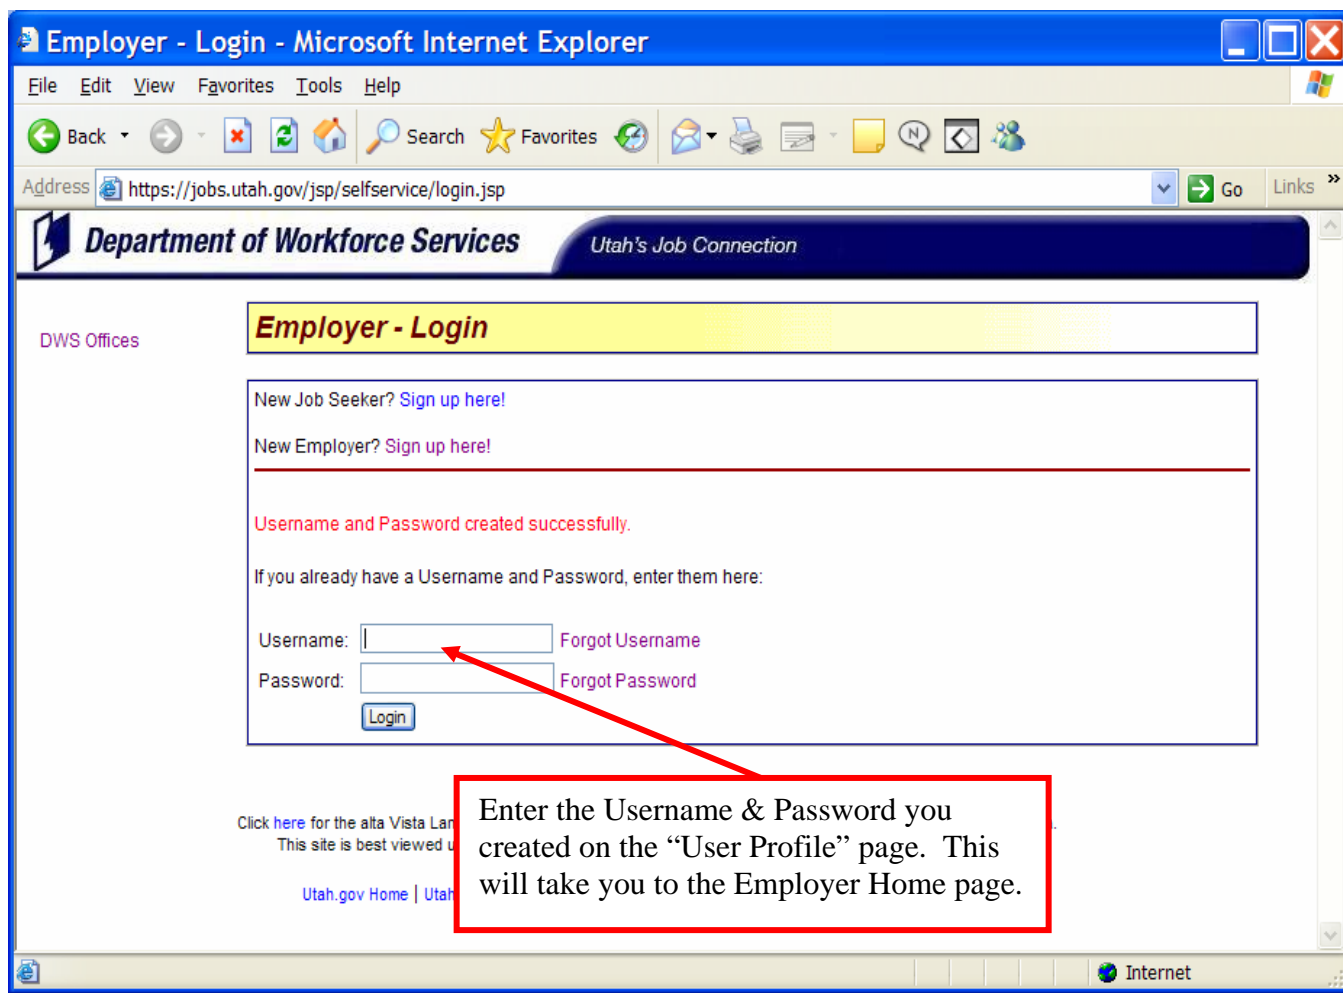 Employer - Login - Microsoft Internet Explorer
File Edit View Favorites Tools Help
Back Search Favorites
Address https://jobs.utah.gov/jsp/selfservice/login.jsp Go Links »
Department of Workforce Services Utah's Job Connection
DWS Offices
Employer - Login
New Job Seeker? Sign up here!
New Employer? Sign up here!
Username and Password created successfully.
If you already have a Username and Password, enter them here:
Username: Forgot Username
Password: Forgot Password
Login
Click here for the alta Vista
This site is best viewed
Utah.gov Home | Utah
Enter the Username & Password you
created on the “User Profile” page. This
will take you to the Employer Home page.
Internet